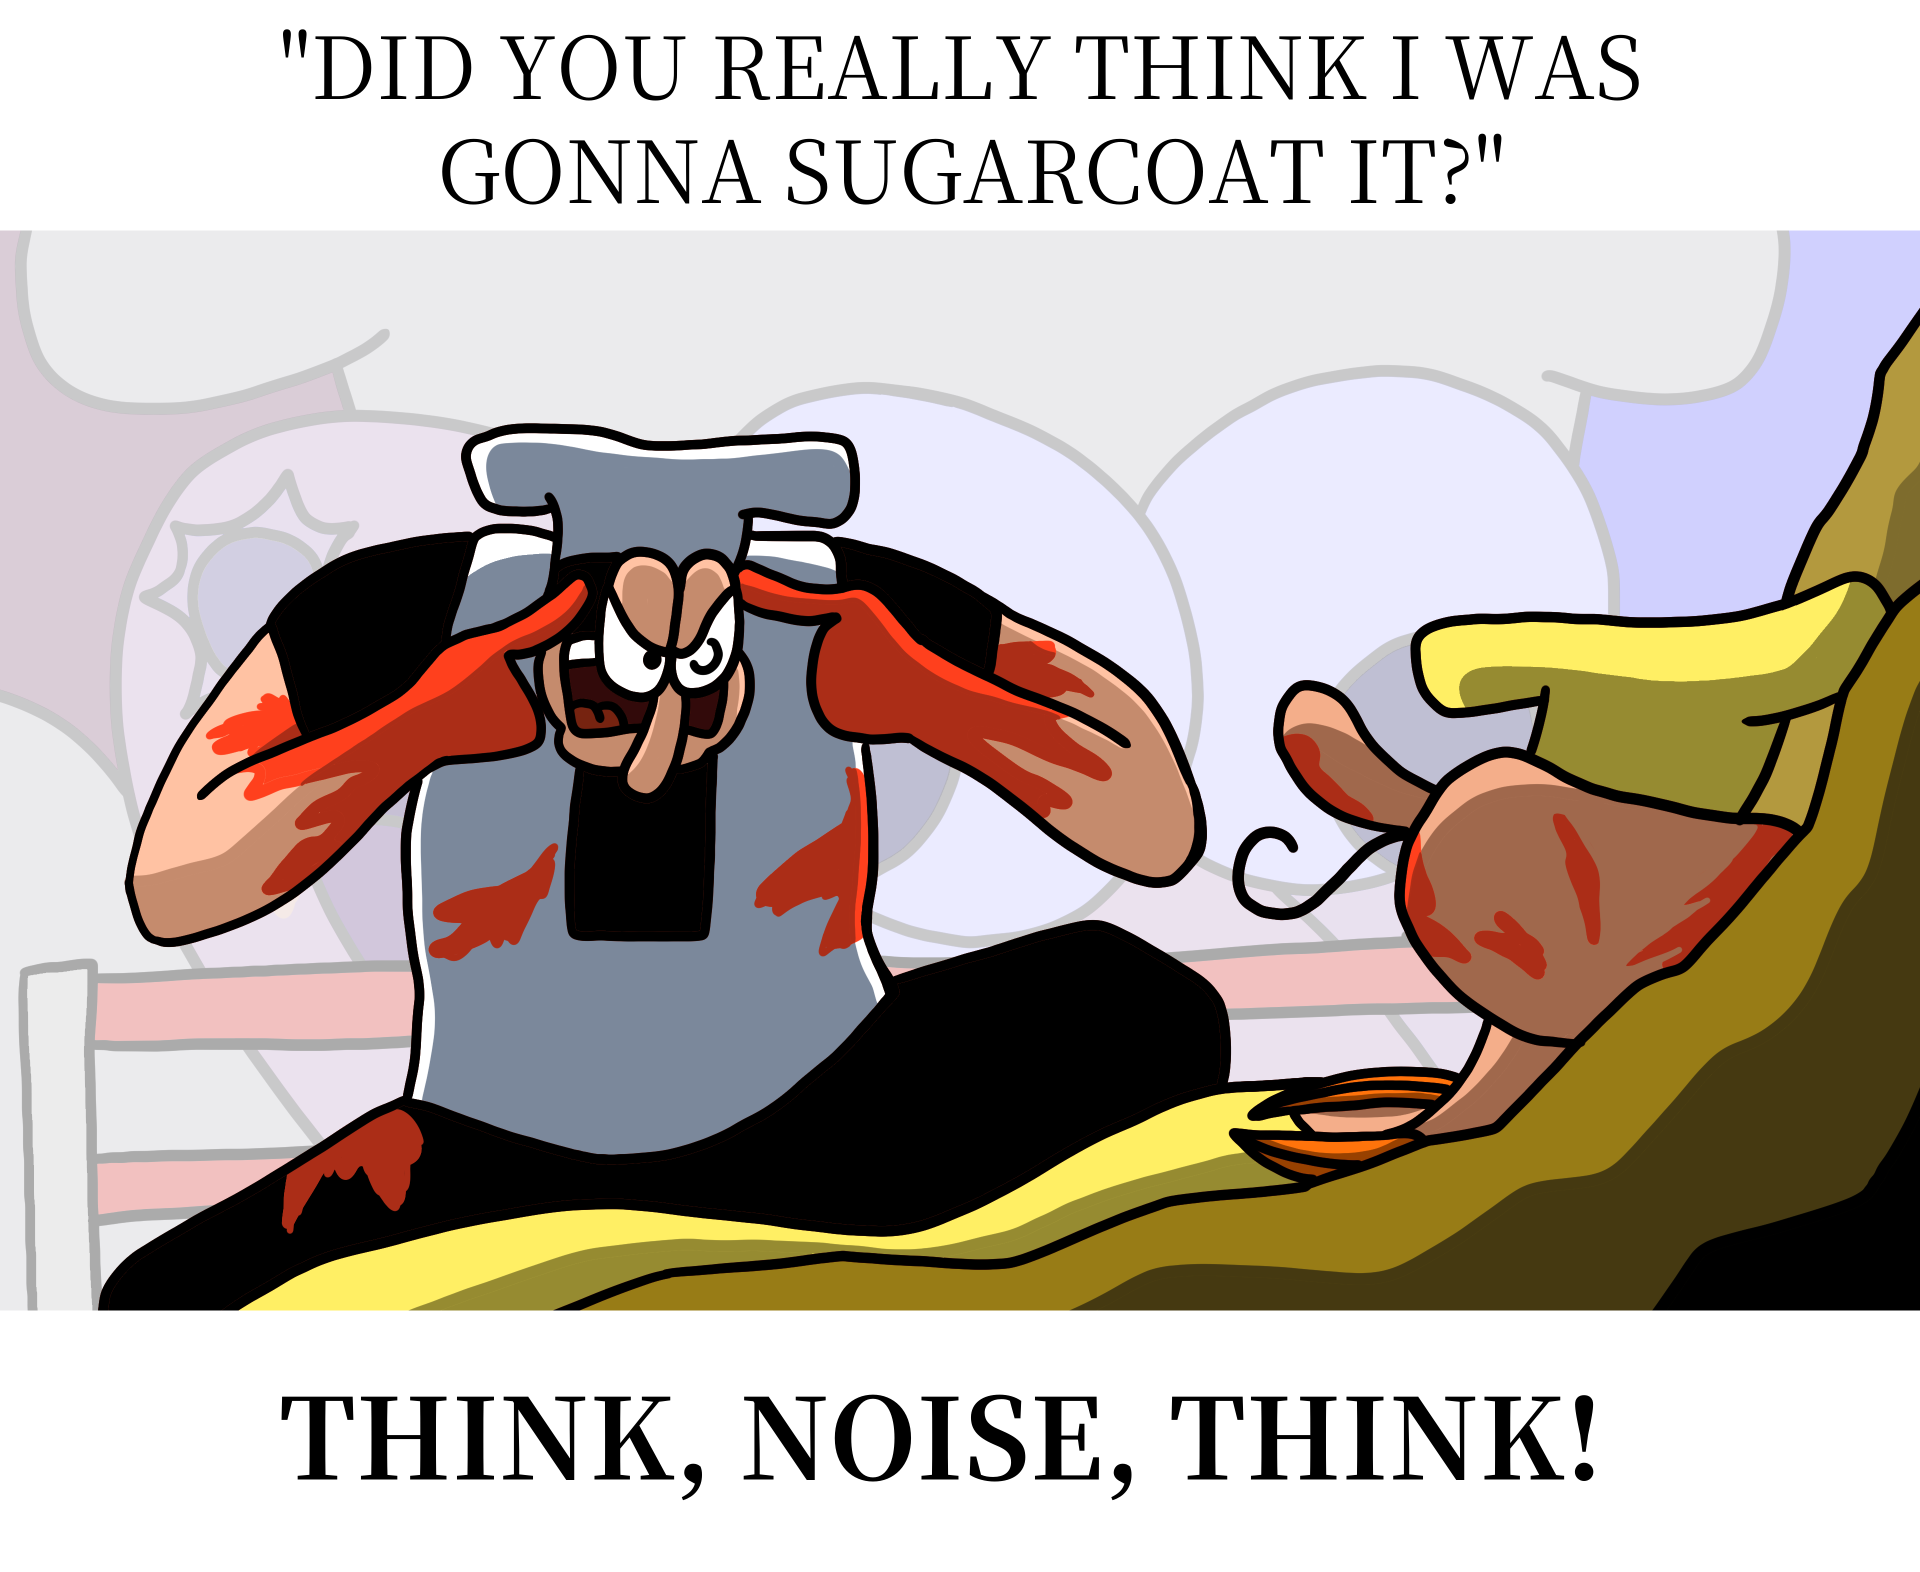 "DID YOU REALLY THINK I WAS
GONNA SUGARCOAT IT?"
THINK, NOISE, THINK!